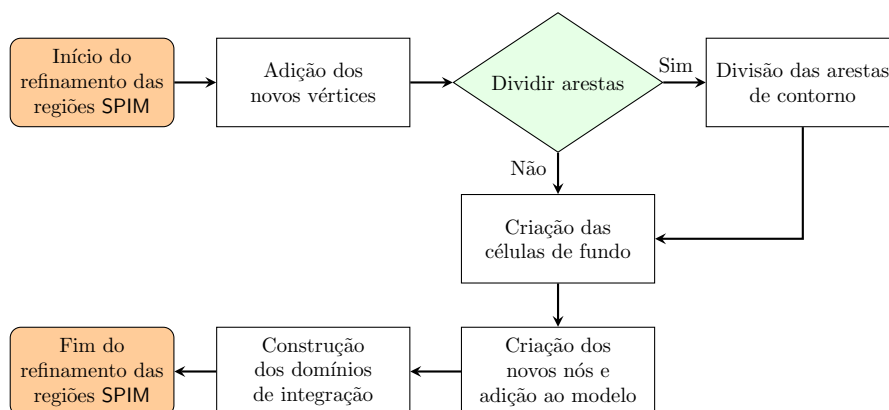 Início do
refinamento das
regiões SPIM
Adição dos
novos vértices
Dividir arestas
Sim
Divisão das arestas
de contorno
Não
Criação das
células de fundo
Criação dos
novos nós e
adição ao modelo
Construção
dos domínios
de integração
Fim do
refinamento das
regiões SPIM